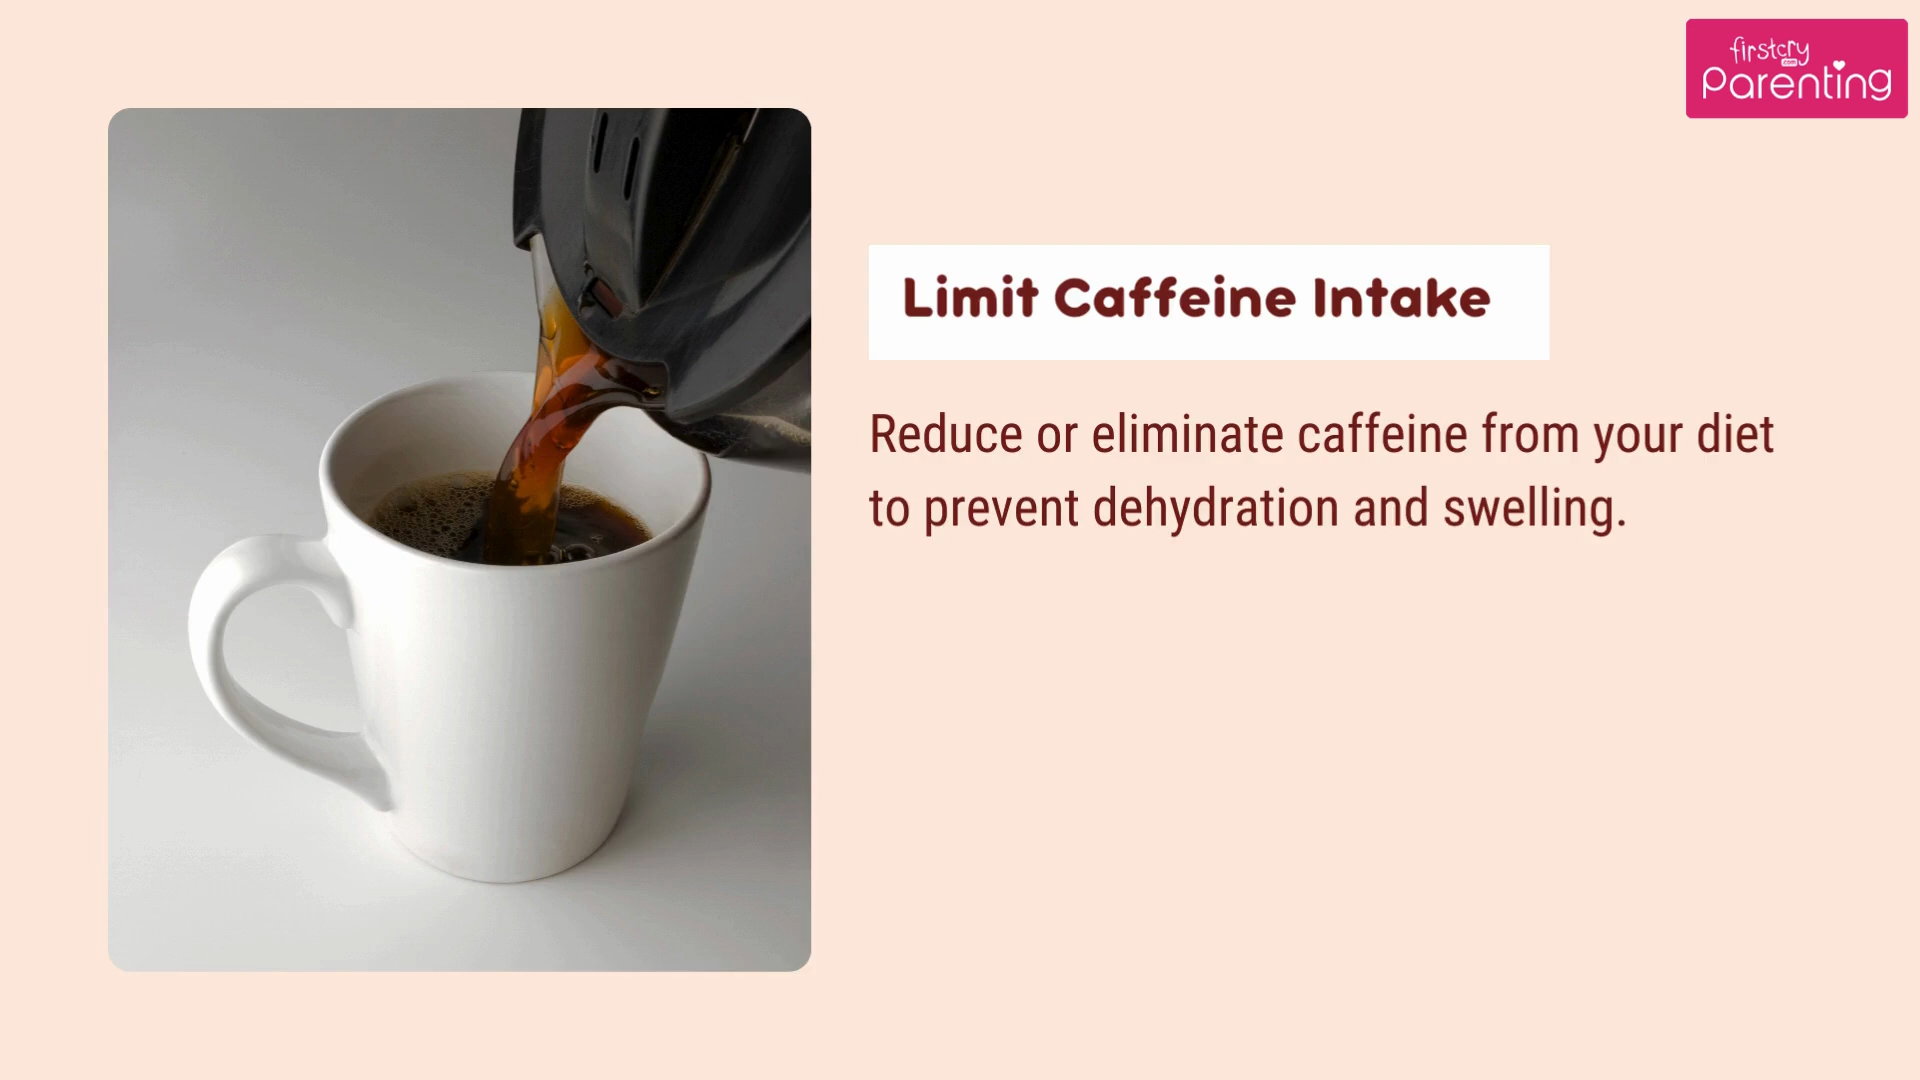 firstcry
.com
Parenting
Limit Caffeine Intake
Reduce or eliminate caffeine from your diet
to prevent dehydration and swelling.